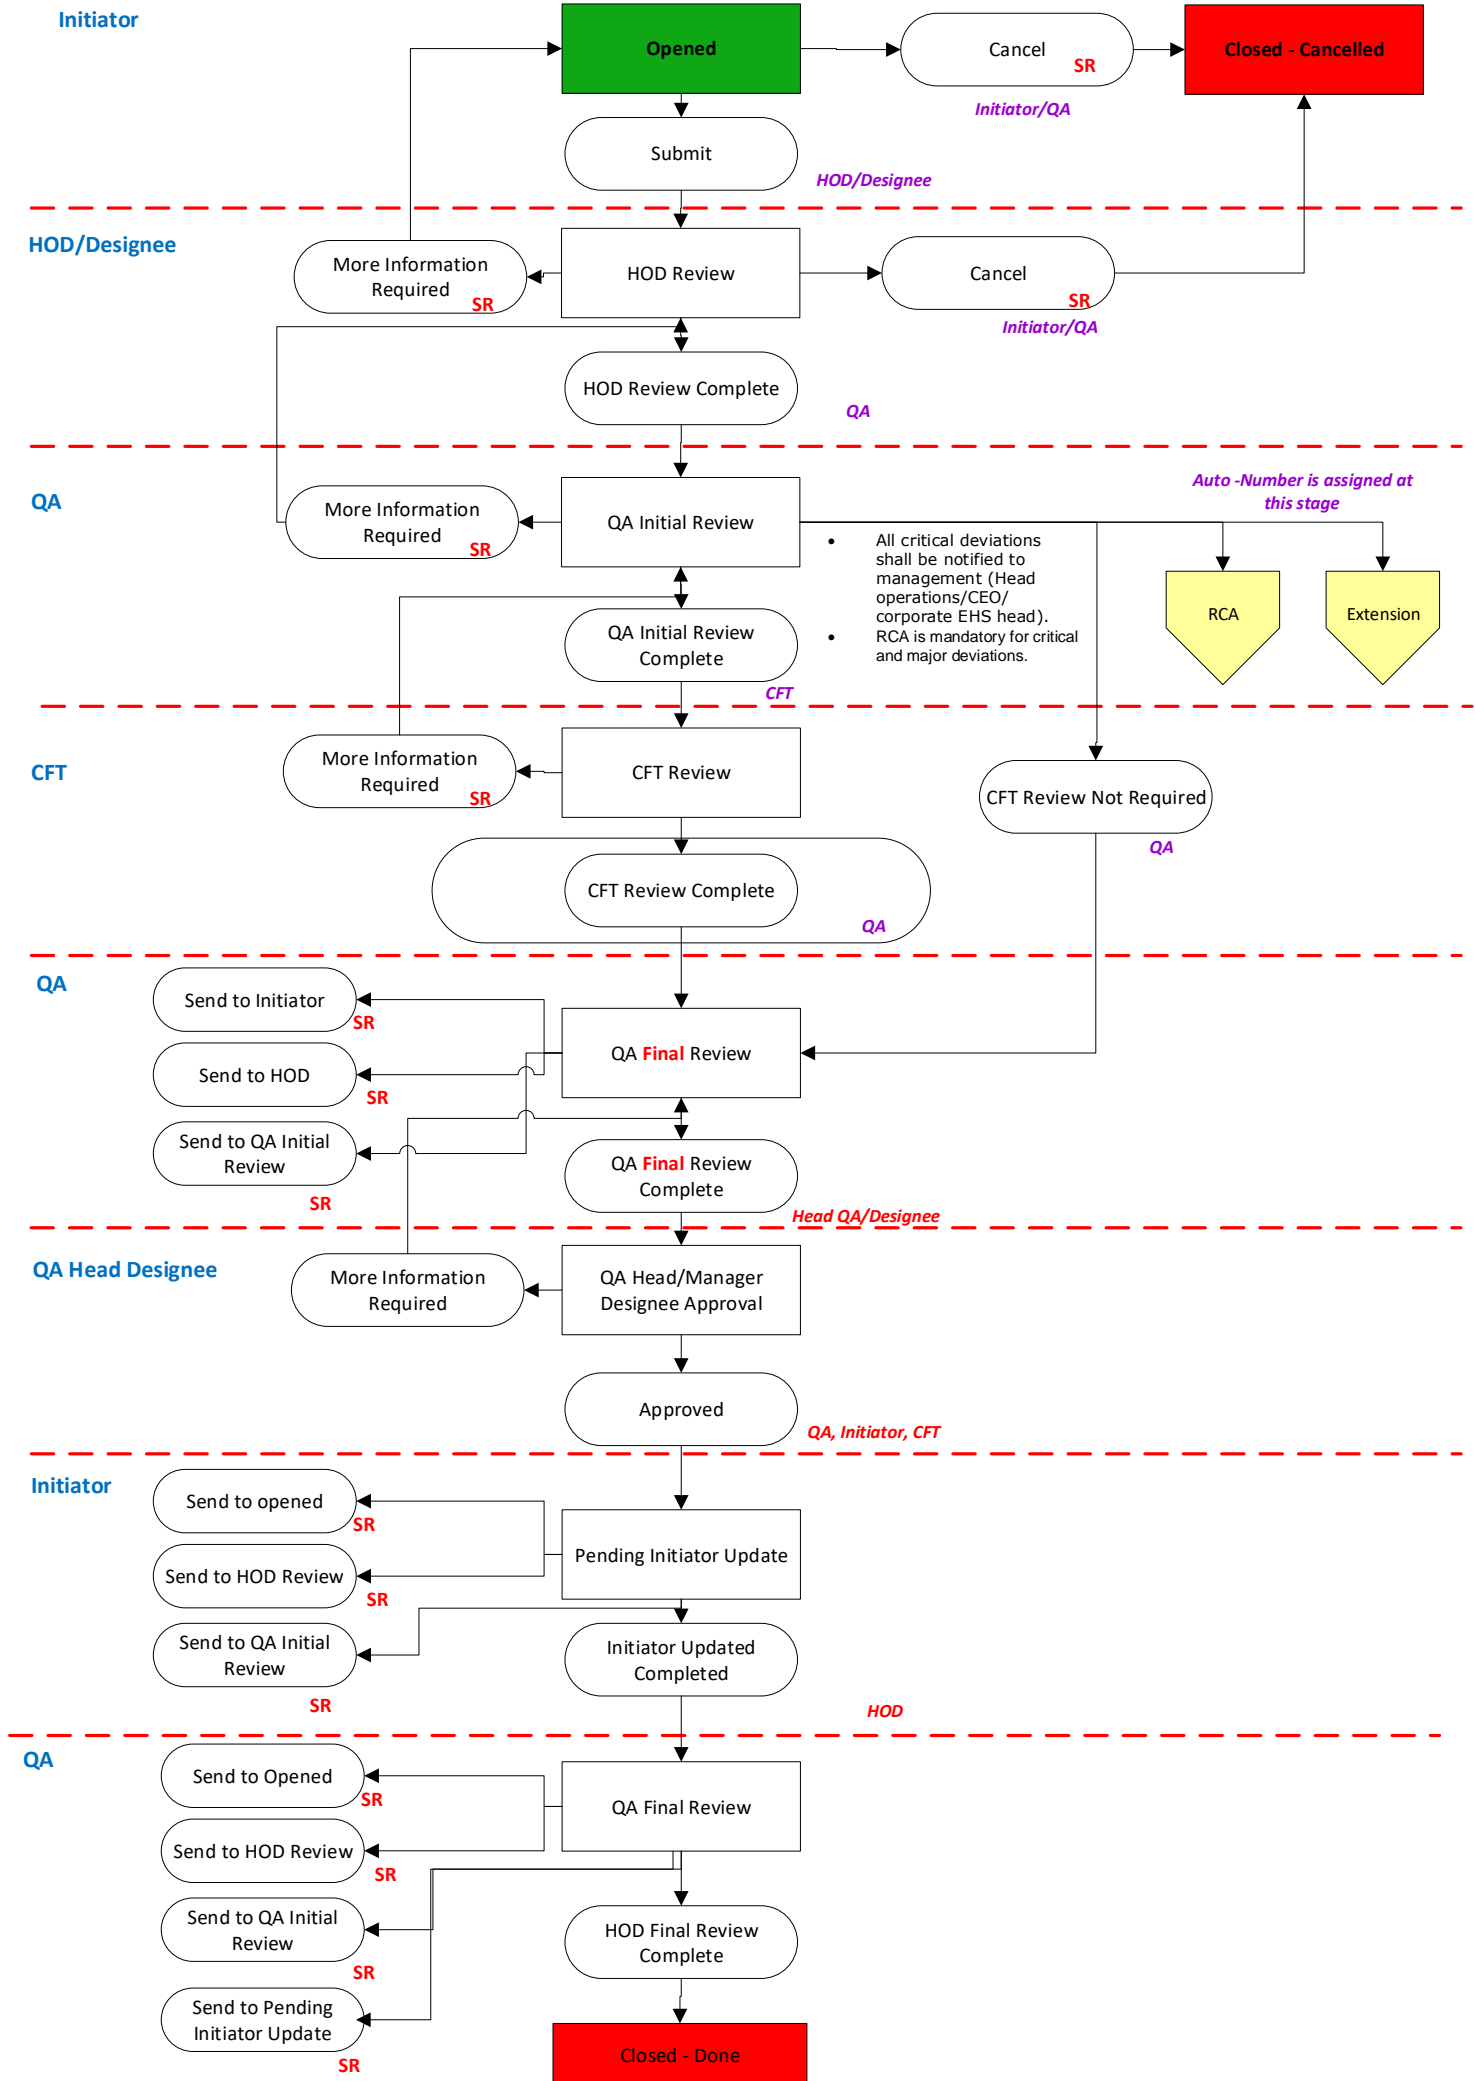 Initiator
Opened
Cancel
SR
Closed - Cancelled
Initiator/QA
Submit
HOD/Designee
HOD/Designee
More Information
Required
SR
HOD Review
Cancel
SR
Initiator/QA
HOD Review Complete
QA
QA
More Information
Required
SR
QA Initial Review
Auto -Number is assigned at
this stage
• All critical deviations
shall be notified to
management (Head
operations/CEO/
corporate EHS head).
• RCA is mandatory for critical
and major deviations.
RCA
Extension
QA Initial Review
Complete
CFT
CFT
More Information
Required
SR
CFT Review
CFT Review Not Required
QA
CFT Review Complete
QA
QA
Send to Initiator
SR
QA Final Review
Send to HOD
SR
Send to QA Initial
Review
SR
QA Final Review
Complete
Head QA/Designee
QA Head Designee
More Information
Required
QA Head/Manager
Designee Approval
Approved
QA, Initiator, CFT
Initiator
Send to opened
SR
Pending Initiator Update
Send to HOD Review
SR
Send to QA Initial
Review
SR
Initiator Updated
Completed
HOD
QA
Send to Opened
SR
QA Final Review
Send to HOD Review
SR
Send to QA Initial
Review
SR
HOD Final Review
Complete
Send to Pending
Initiator Update
SR
Closed - Done